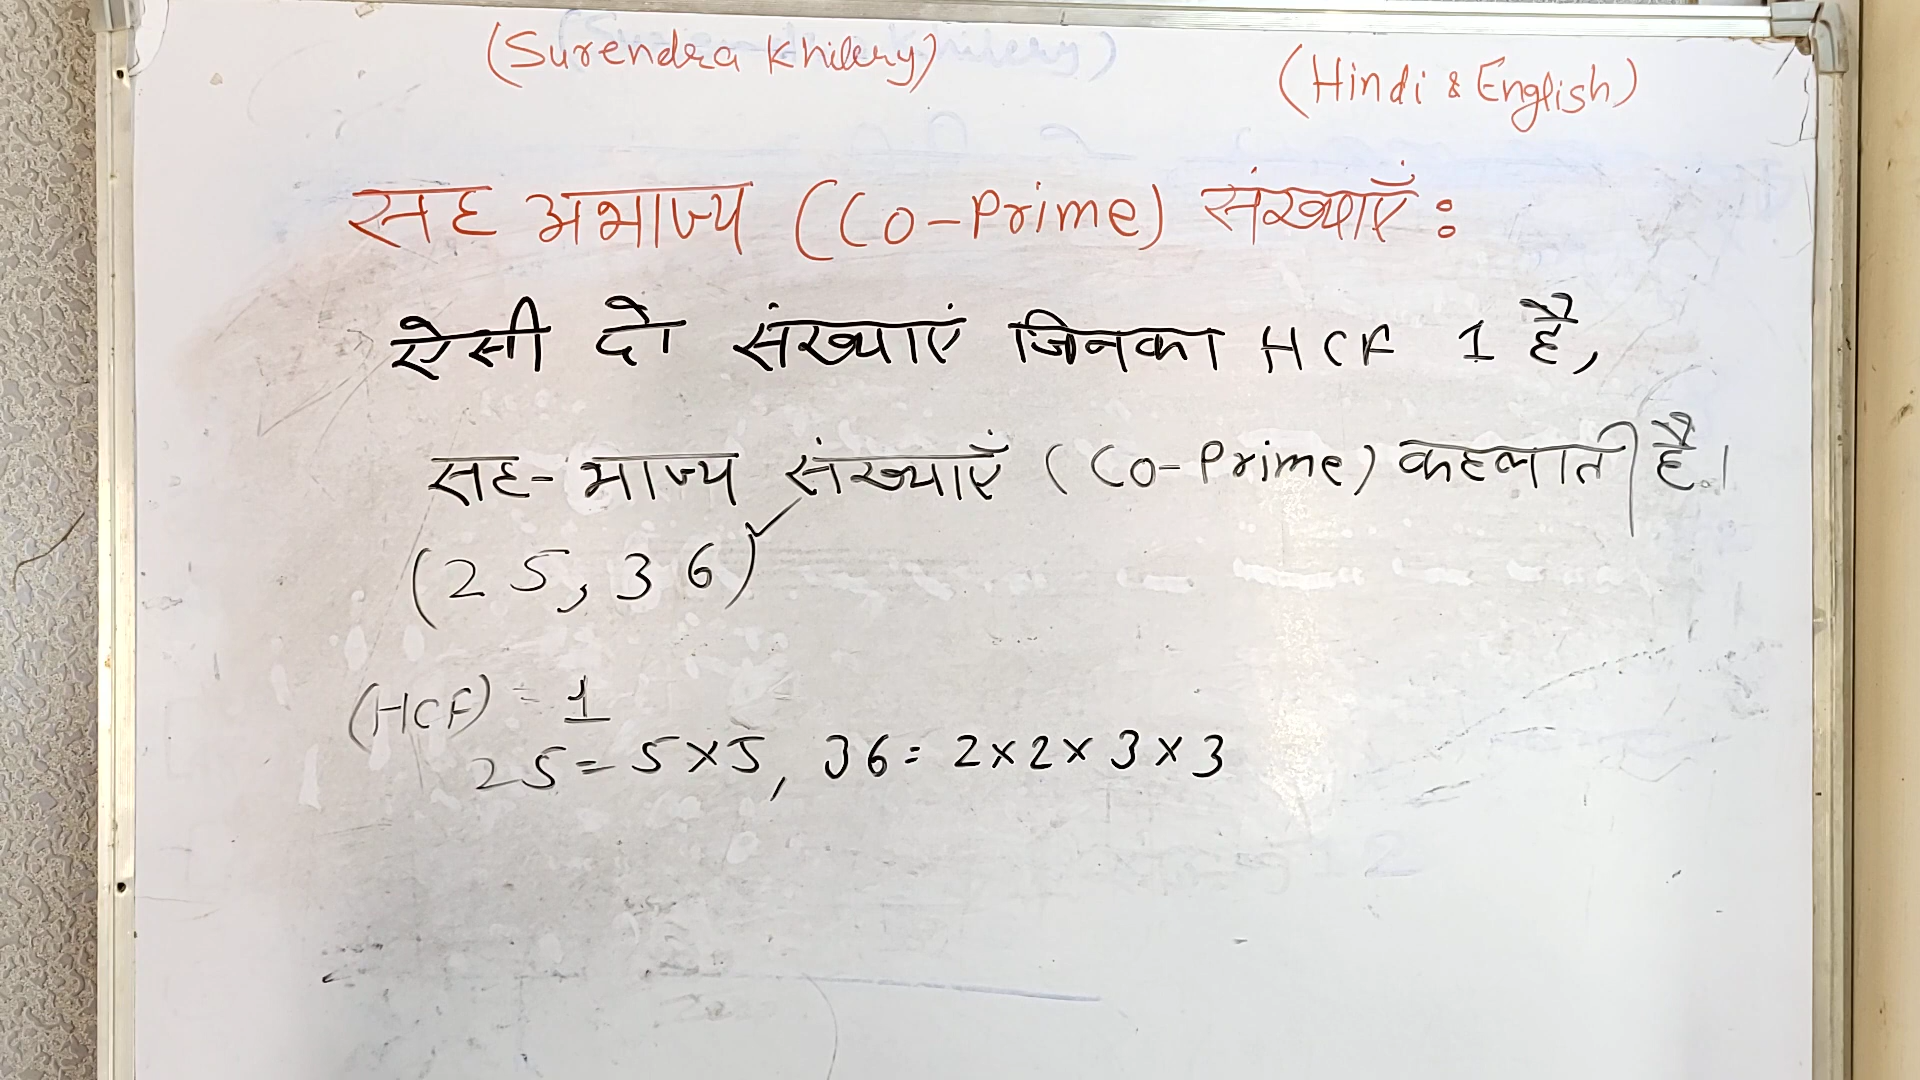 (Surendra Khilery)
(Hindi & English)
सह अभाज्य (Co-Prime) संख्याएँ :
ऐसी दो संख्याएं जिनका HCF 1 है,
सह-भाज्य संख्याएँ (Co-Prime) कहलाती है।
(25, 36)
(HCF) = 1
25 = 5×5, 36 = 2×2×3×3